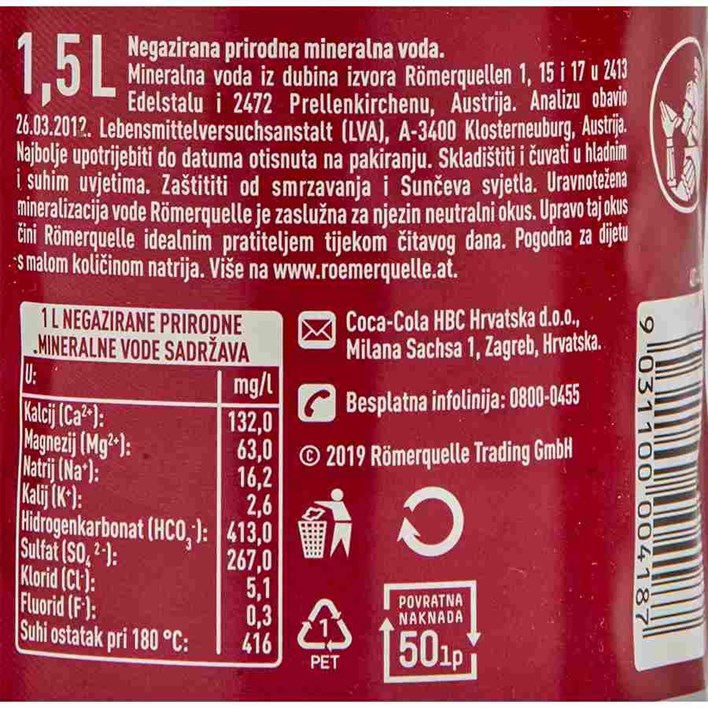 1,5 L
Negazirana prirodna mineralna voda.
Mineralna voda iz dubina izvora Römerquellen 1, 15 i 17 u 2413
Edelstalu i 2472 Prellenkirchenu, Austrija. Analizu obavio
26.03.2012. Lebensmittelversuchsanstalt (LVA), A-3400 Klosterneuburg, Austrija.
Najbolje upotrijebiti do datuma otisnuta na pakiranju. Skladištiti i čuvati u hladnim
i suhim uvjetima. Zaštititi od smrzavanja i Sunčeva svjetla. Uravnotežena
mineralizacija vode Römerquelle je zaslužna za njezin neutralni okus. Upravo taj okus
čini Römerquelle idealnim pratiteljem tijekom čitavog dana. Pogodna za dijetu
s malom količinom natrija. Više na www.roemerquelle.at.
1 L NEGAZIRANE PRIRODNE
MINERALNE VODE SADRŽAVA
U: mg/l
Kalcij (Ca²⁺): 132,0
Magnezij (Mg²⁺): 63,0
Natrij (Na⁺): 16,2
Kalij (K⁺): 2,6
Hidrogenkarbonat (HCO₃⁻): 413,0
Sulfat (SO₄²⁻): 267,0
Klorid (Cl⁻): 5,1
Fluorid (F⁻): 0,3
Suhi ostatak pri 180 °C: 416
Coca-Cola HBC Hrvatska d.o.o.,
Milana Sachsa 1, Zagreb, Hrvatska.
Besplatna infolinija: 0800-0455
© 2019 Römerquelle Trading GmbH
1
PET
POVRATNA
NAKNADA
50lp
9 031100 004187